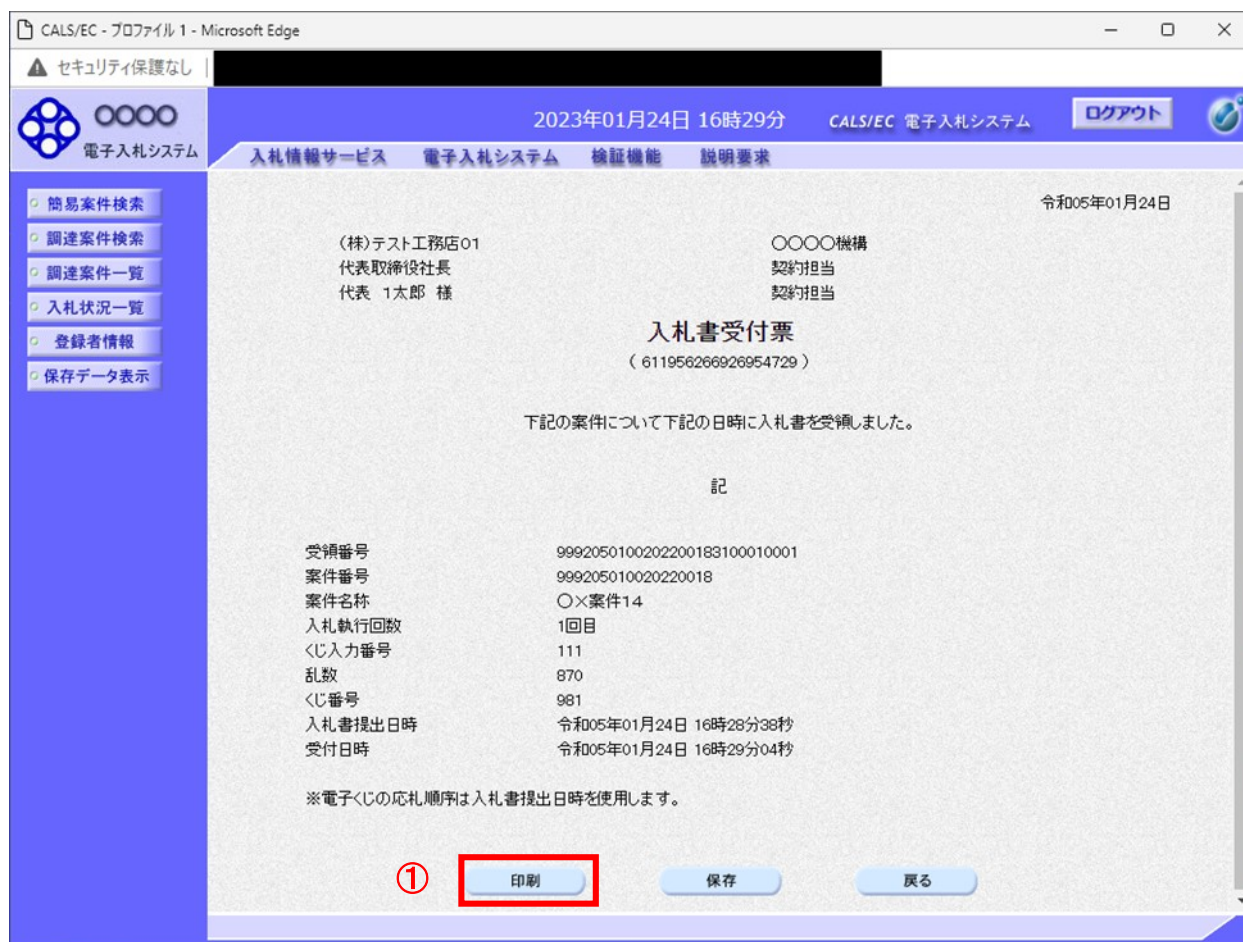 CALS/EC - プロファイル 1 - Microsoft Edge
セキュリティ保護なし
〇〇〇〇
電子入札システム
2023年01月24日 16時29分
CALS/EC 電子入札システム
ログアウト
入札情報サービス 電子入札システム 検証機能 説明要求
簡易案件検索
調達案件検索
調達案件一覧
入札状況一覧
登録者情報
保存データ表示
令和05年01月24日
(株)テスト工務店01
代表取締役社長
代表 1太郎 様
〇〇〇〇機構
契約担当
契約担当
入札書受付票
( 611956266926954729 )
下記の案件について下記の日時に入札書を受領しました。
記
受領番号 9992050100202200183100010001
案件番号 999205010020220018
案件名称 〇×案件14
入札執行回数 1回目
くじ入力番号 111
乱数 870
くじ番号 981
入札書提出日時 令和05年01月24日 16時28分38秒
受付日時 令和05年01月24日 16時29分04秒
※電子くじの応札順序は入札書提出日時を使用します。
① 印刷 保存 戻る